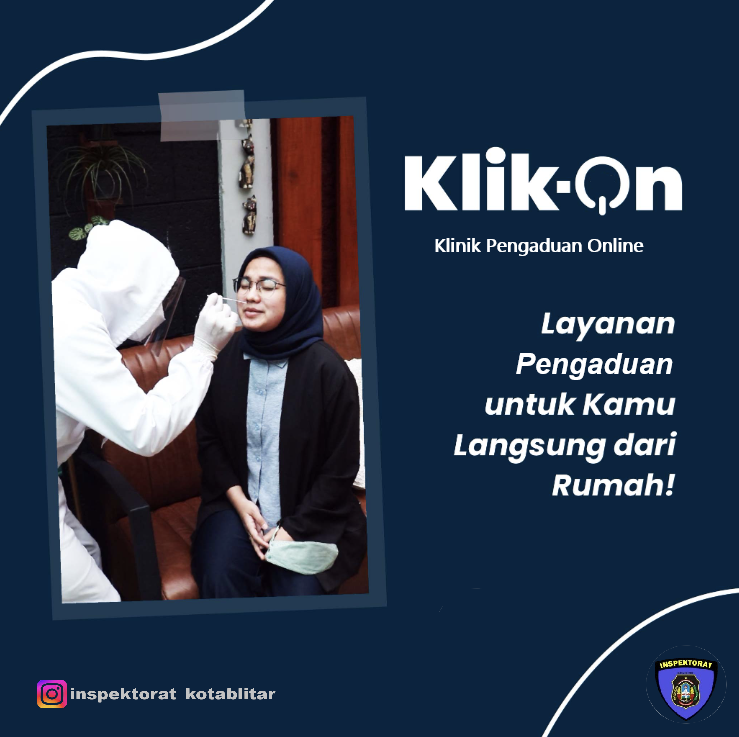 Klik-On
Klinik Pengaduan Online
Layanan
Pengaduan
untuk Kamu
Langsung dari
Rumah!
inspektorat kotablitar
INSPEKTORAT